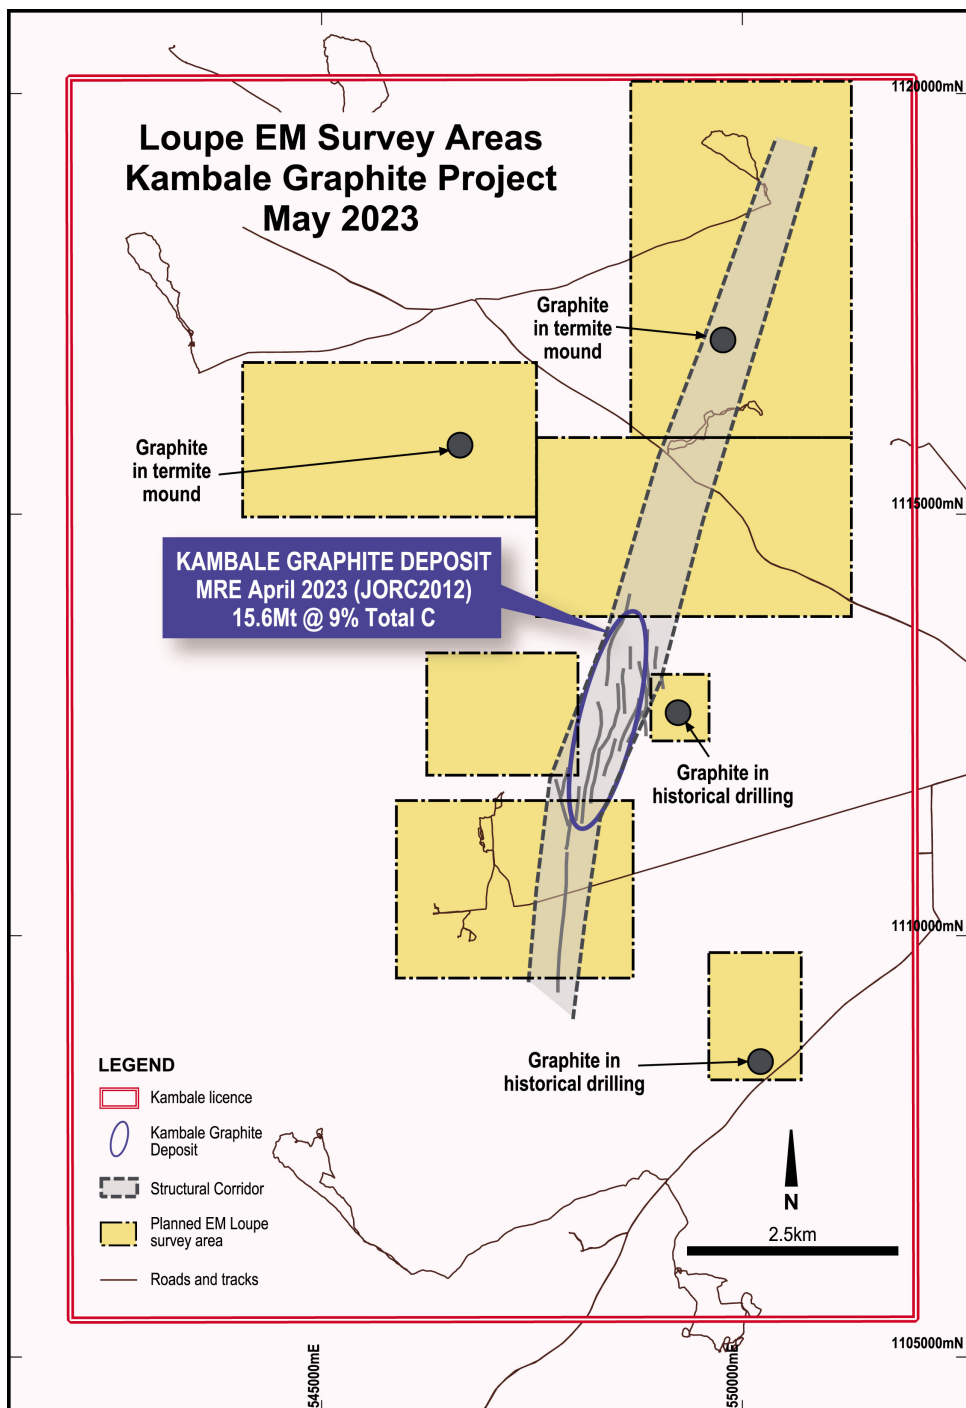 1120000mN
Loupe EM Survey Areas
Kambale Graphite Project
May 2023
Graphite
in termite
mound
Graphite
in termite
mound
1115000mN
KAMBALE GRAPHITE DEPOSIT
MRE April 2023 (JORC2012)
15.6Mt @ 9% Total C
Graphite in
historical drilling
1110000mN
Graphite in
historical drilling
LEGEND
Kambale licence
Kambale Graphite
Deposit
Structural Corridor
Planned EM Loupe
survey area
Roads and tracks
N
2.5km
1105000mN
545000mE
550000mE